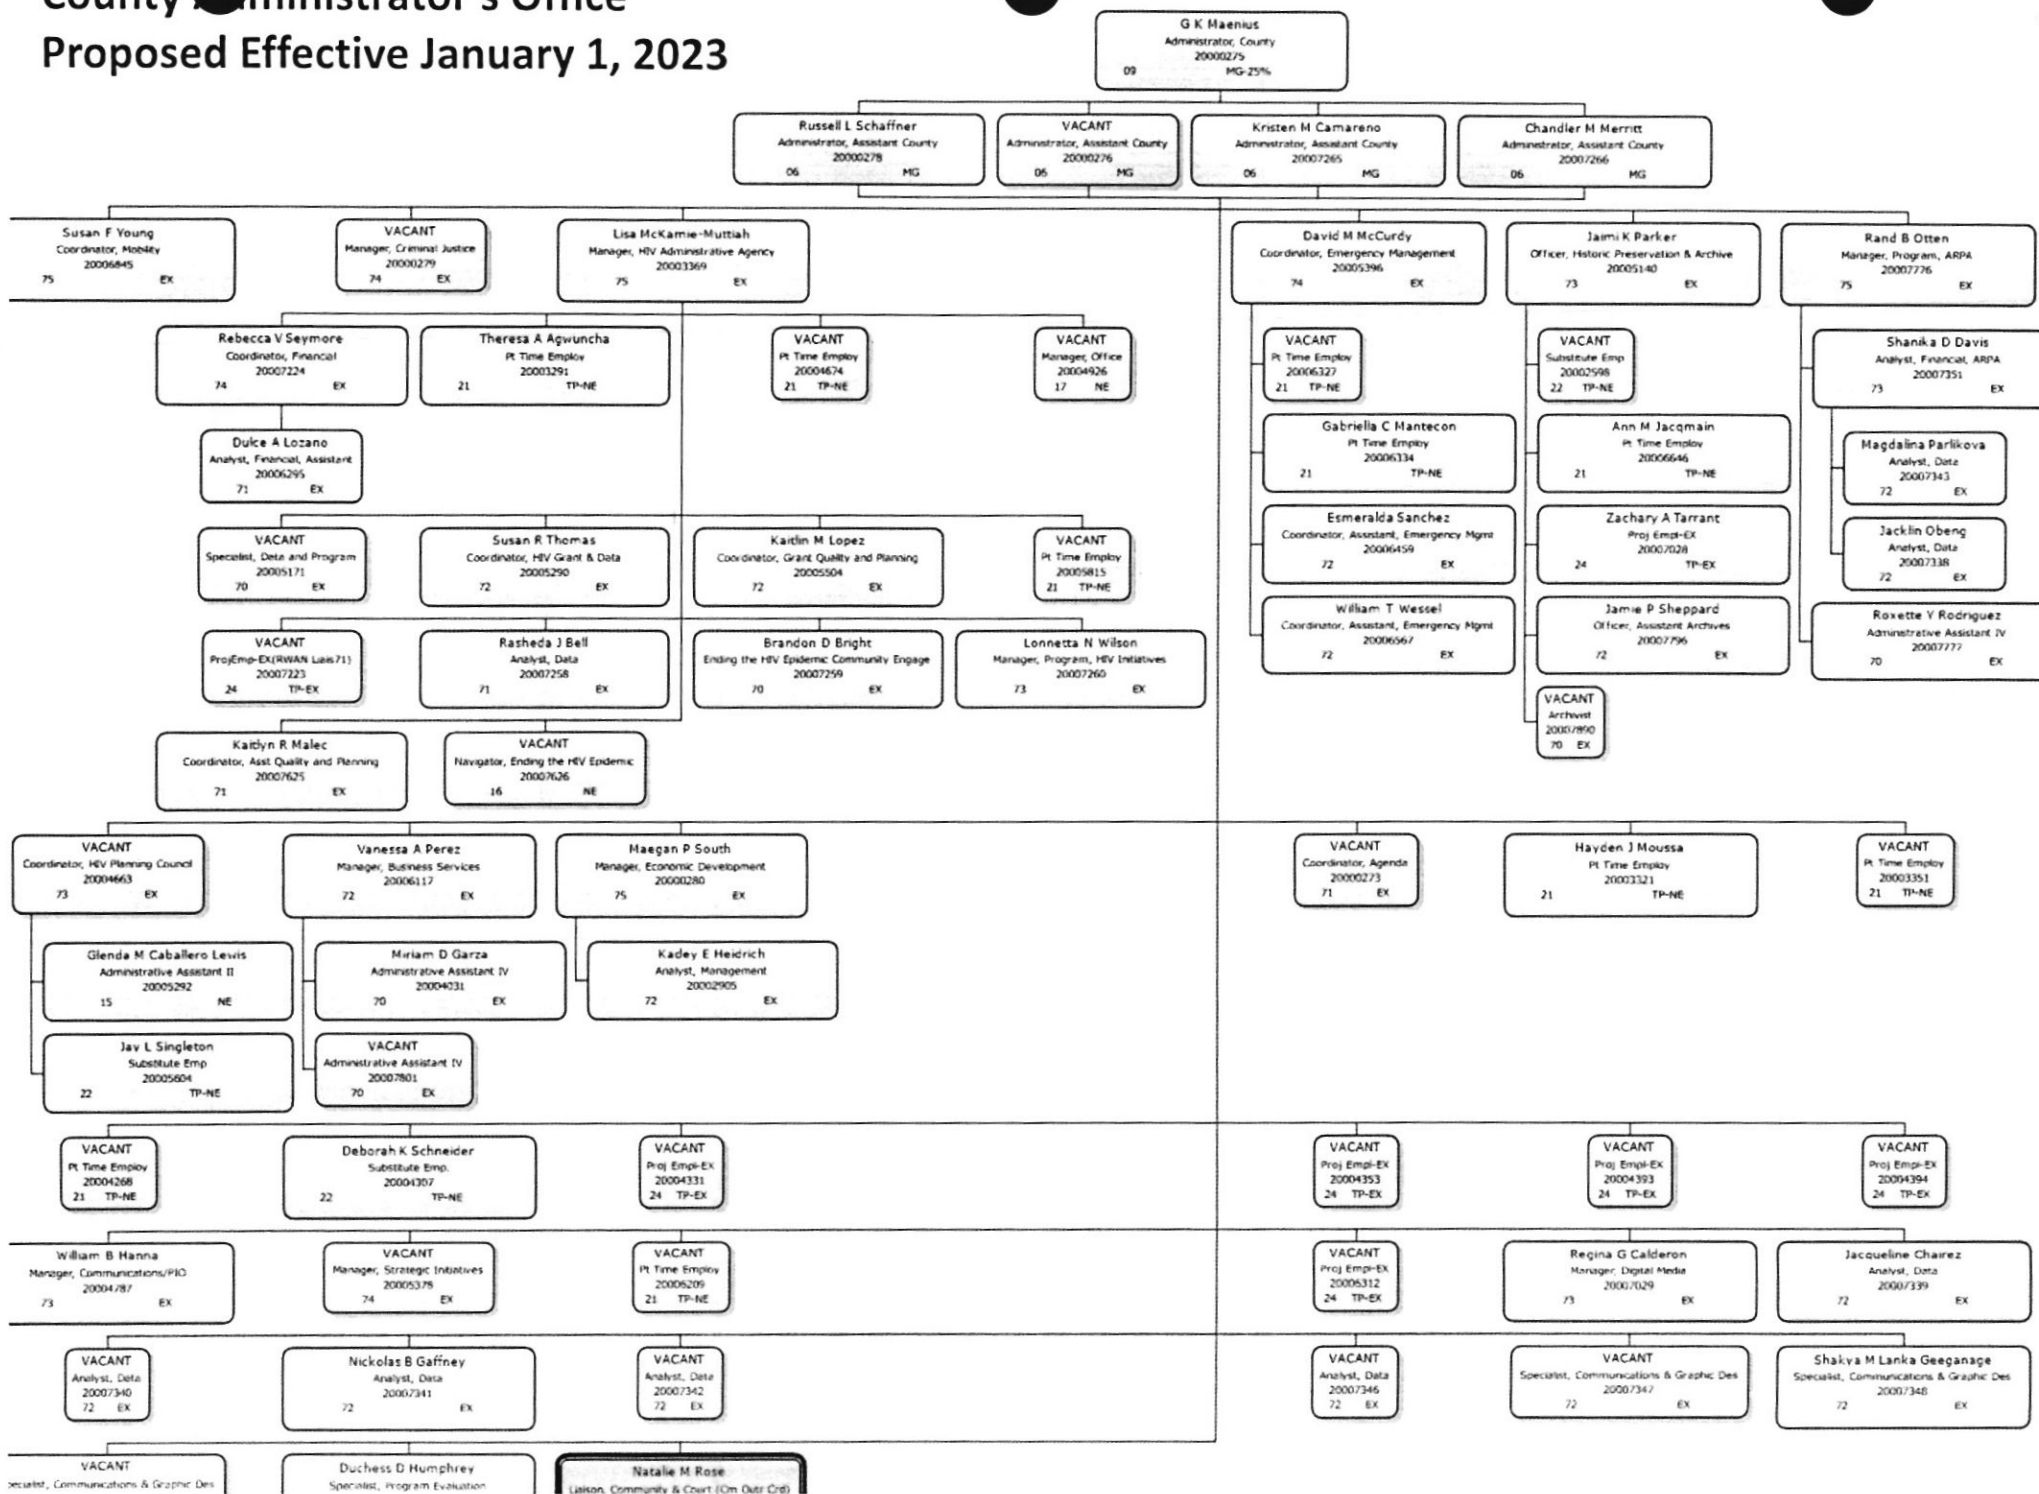 County Administrator's Office
Proposed Effective January 1, 2023
G K Maenius
Administrator, County
20000275
09 MG-25%
Russell L Schaffner
Administrator, Assistant County
20000278
06 MG
VACANT
Administrator, Assistant County
20000276
06 MG
Kristen M Camareno
Administrator, Assistant County
20007265
06 MG
Chandler M Merritt
Administrator, Assistant County
20007266
06 MG
Susan F Young
Coordinator, Mobility
20006845
75 EX
VACANT
Manager, Criminal Justice
20000279
74 EX
Lisa McKamie-Muttiah
Manager, HIV Administrative Agency
20003369
75 EX
David M McCurdy
Coordinator, Emergency Management
20005396
74 EX
Jaimi K Parker
Officer, Historic Preservation & Archive
20005140
73 EX
Rand B Otten
Manager, Program, ARPA
20007776
75 EX
Rebecca V Seymore
Coordinator, Financial
20007224
74 EX
Theresa A Agwuncha
Pt Time Employ
20003291
21 TP-NE
VACANT
Pt Time Employ
20004674
21 TP-NE
VACANT
Manager, Office
20004926
17 NE
VACANT
Pt Time Employ
20006327
21 TP-NE
VACANT
Substitute Emp
20002598
22 TP-NE
Shanika D Davis
Analyst, Financial, ARPA
20007351
73 EX
Dulce A Lozano
Analyst, Financial, Assistant
20006295
71 EX
Gabriella C Mantecon
Pt Time Employ
20006334
21 TP-NE
Ann M Jacqmain
Pt Time Employ
20006646
21 TP-NE
Magdalina Parlikova
Analyst, Data
20007343
72 EX
VACANT
Specialist, Data and Program
20005171
70 EX
Susan R Thomas
Coordinator, HIV Grant & Data
20005290
72 EX
Kaitlin M Lopez
Coordinator, Grant Quality and Planning
20005504
72 EX
VACANT
Pt Time Employ
20005815
21 TP-NE
Esmeralda Sanchez
Coordinator, Assistant, Emergency Mgmt
20006459
72 EX
Zachary A Tarrant
Proj Empl-EX
20007028
24 TP-EX
Jacklin Obeng
Analyst, Data
20007338
72 EX
VACANT
ProjEmp-EX(RWAN Liais71)
20007223
24 TP-EX
Rasheda J Bell
Analyst, Data
20007258
71 EX
Brandon D Bright
Ending the HIV Epidemic Community Engage
20007259
70 EX
Lonnetta N Wilson
Manager, Program, HIV Initiatives
20007260
73 EX
William T Wessel
Coordinator, Assistant, Emergency Mgmt
20006567
72 EX
Jamie P Sheppard
Officer, Assistant Archives
20007796
72 EX
Roxette Y Rodriguez
Administrative Assistant IV
20007777
70 EX
VACANT
Archivist
20007890
70 EX
Kaitlyn R Malec
Coordinator, Asst Quality and Planning
20007625
71 EX
VACANT
Navigator, Ending the HIV Epidemic
20007626
16 NE
VACANT
Coordinator, HIV Planning Council
20004663
73 EX
Vanessa A Perez
Manager, Business Services
20006117
72 EX
Maegan P South
Manager, Economic Development
20000280
75 EX
VACANT
Coordinator, Agenda
20000273
71 EX
Hayden J Moussa
Pt Time Employ
20003321
21 TP-NE
VACANT
Pt Time Employ
20003351
21 TP-NE
Glenda M Caballero Lewis
Administrative Assistant II
20005292
15 NE
Miriam D Garza
Administrative Assistant IV
20004031
70 EX
Kadey E Heidrich
Analyst, Management
20002905
72 EX
Jay L Singleton
Substitute Emp
20005604
22 TP-NE
VACANT
Administrative Assistant IV
20007801
70 EX
VACANT
Pt Time Employ
20004268
21 TP-NE
Deborah K Schneider
Substitute Emp.
20004307
22 TP-NE
VACANT
Proj Empl-EX
20004331
24 TP-EX
VACANT
Proj Empl-EX
20004353
24 TP-EX
VACANT
Proj Empl-EX
20004393
24 TP-EX
VACANT
Proj Empl-EX
20004394
24 TP-EX
William B Hanna
Manager, Communications/PIO
20004787
73 EX
VACANT
Manager, Strategic Initiatives
20005378
74 EX
VACANT
Pt Time Employ
20006209
21 TP-NE
VACANT
Proj Empl-EX
20006312
24 TP-EX
Regina G Calderon
Manager, Digital Media
20007029
73 EX
Jacqueline Chairez
Analyst, Data
20007339
72 EX
VACANT
Analyst, Data
20007340
72 EX
Nickolas B Gaffney
Analyst, Data
20007341
72 EX
VACANT
Analyst, Data
20007342
72 EX
VACANT
Analyst, Data
20007346
72 EX
VACANT
Specialist, Communications & Graphic Des
20007347
72 EX
Shakya M Lanka Geeganage
Specialist, Communications & Graphic Des
20007348
72 EX
VACANT
Specialist, Communications & Graphic Des
Duchess D Humphrey
Specialist, Program Evaluation
Natalie M Rose
Liaison, Community & Court (Cm Outr Crd)